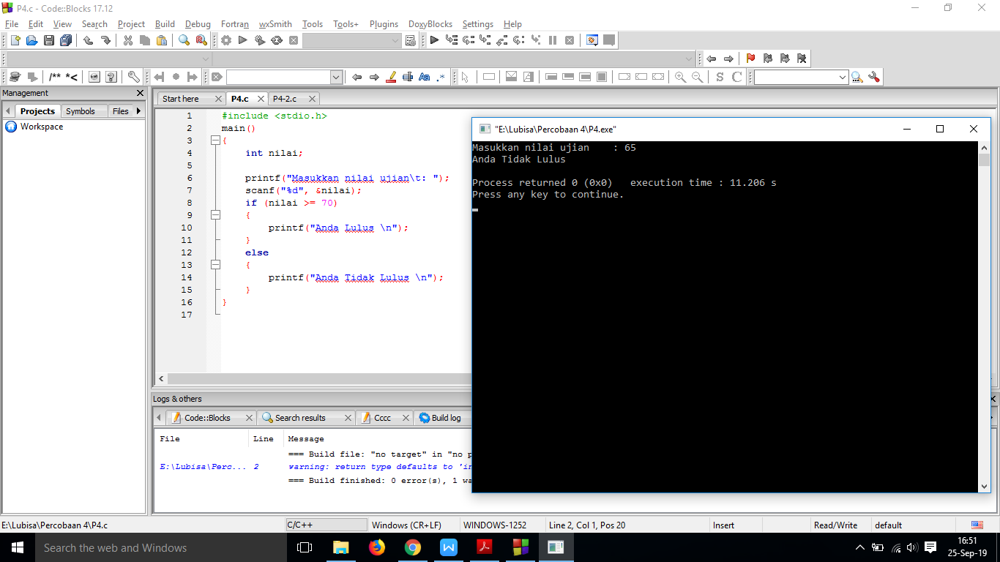 P4.c - Code::Blocks 17.12
File Edit View Search Project Build Debug Fortran wxSmith Tools Tools+ Plugins DoxyBlocks Settings Help
/** *<
Aa .*
S C
Management
Projects Symbols Files
Workspace
Start here P4.c P4-2.c
1 #include <stdio.h>
2 main()
3 {
4 int nilai;
5
6 printf("Masukkan nilai ujian\t: ");
7 scanf("%d", &nilai);
8 if (nilai >= 70)
9 {
10 printf("Anda Lulus \n");
11 }
12 else
13 {
14 printf("Anda Tidak Lulus \n");
15 }
16 }
17
"E:\Lubisa\Percobaan 4\P4.exe"
Masukkan nilai ujian : 65
Anda Tidak Lulus
Process returned 0 (0x0) execution time : 11.206 s
Press any key to continue.
Logs & others
Code::Blocks Search results Cccc Build log
File Line Message
=== Build file: "no target" in "no p
E:\Lubisa\Perc... 2 warning: return type defaults to 'in
=== Build finished: 0 error(s), 1 wa
E:\Lubisa\Percobaan 4\P4.c C/C++ Windows (CR+LF) WINDOWS-1252 Line 2, Col 1, Pos 20 Insert Read/Write default
Search the web and Windows
16:51
25-Sep-19